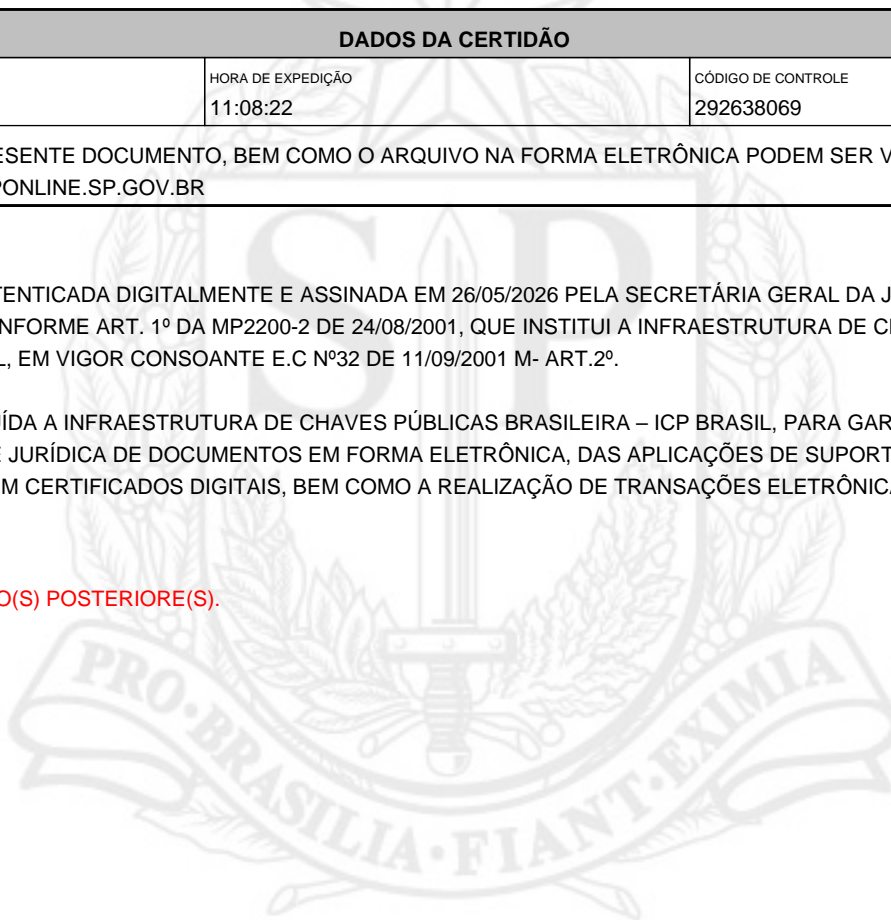 DADOS DA CERTIDÃO
HORA DE EXPEDIÇÃO
CÓDIGO DE CONTROLE
11:08:22
292638069
ESENTE DOCUMENTO, BEM COMO O ARQUIVO NA FORMA ELETRÔNICA PODEM SER V
PONLINE.SP.GOV.BR
TENTICADA DIGITALMENTE E ASSINADA EM 26/05/2026 PELA SECRETÁRIA GERAL DA J
NFORME ART. 1º DA MP2200-2 DE 24/08/2001, QUE INSTITUI A INFRAESTRUTURA DE C
L, EM VIGOR CONSOANTE E.C Nº32 DE 11/09/2001 M- ART.2º.
ÍDA A INFRAESTRUTURA DE CHAVES PÚBLICAS BRASILEIRA – ICP BRASIL, PARA GAR
E JURÍDICA DE DOCUMENTOS EM FORMA ELETRÔNICA, DAS APLICAÇÕES DE SUPORT
M CERTIFICADOS DIGITAIS, BEM COMO A REALIZAÇÃO DE TRANSAÇÕES ELETRÔNICA
O(S) POSTERIORE(S).
SP
PRO·BRASILIA·FIANT·EXIMIA